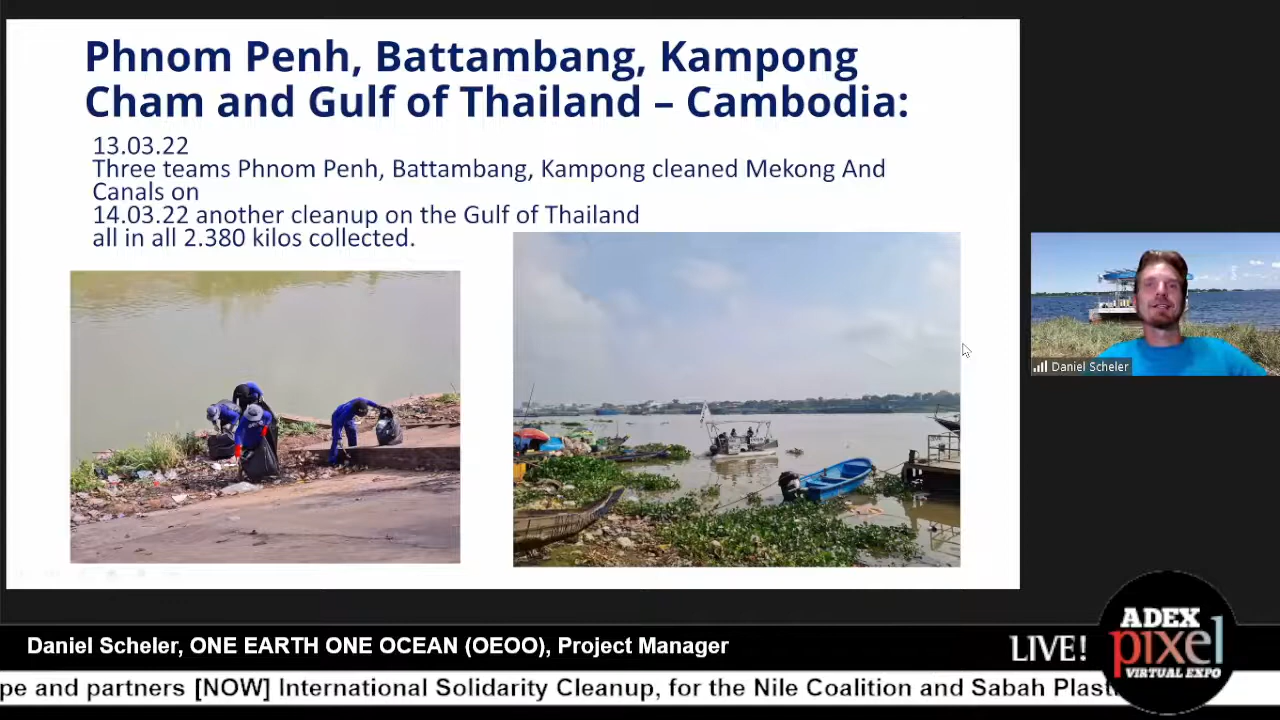 Phnom Penh, Battambang, Kampong
Cham and Gulf of Thailand – Cambodia:
13.03.22
Three teams Phnom Penh, Battambang, Kampong cleaned Mekong And
Canals on
14.03.22 another cleanup on the Gulf of Thailand
all in all 2.380 kilos collected.
Daniel Scheler
Daniel Scheler, ONE EARTH ONE OCEAN (OEOO), Project Manager
LIVE!
ADEX
pixel
VIRTUAL EXPO
pe and partners [NOW] International Solidarity Cleanup, for the Nile Coalition and Sabah Plast